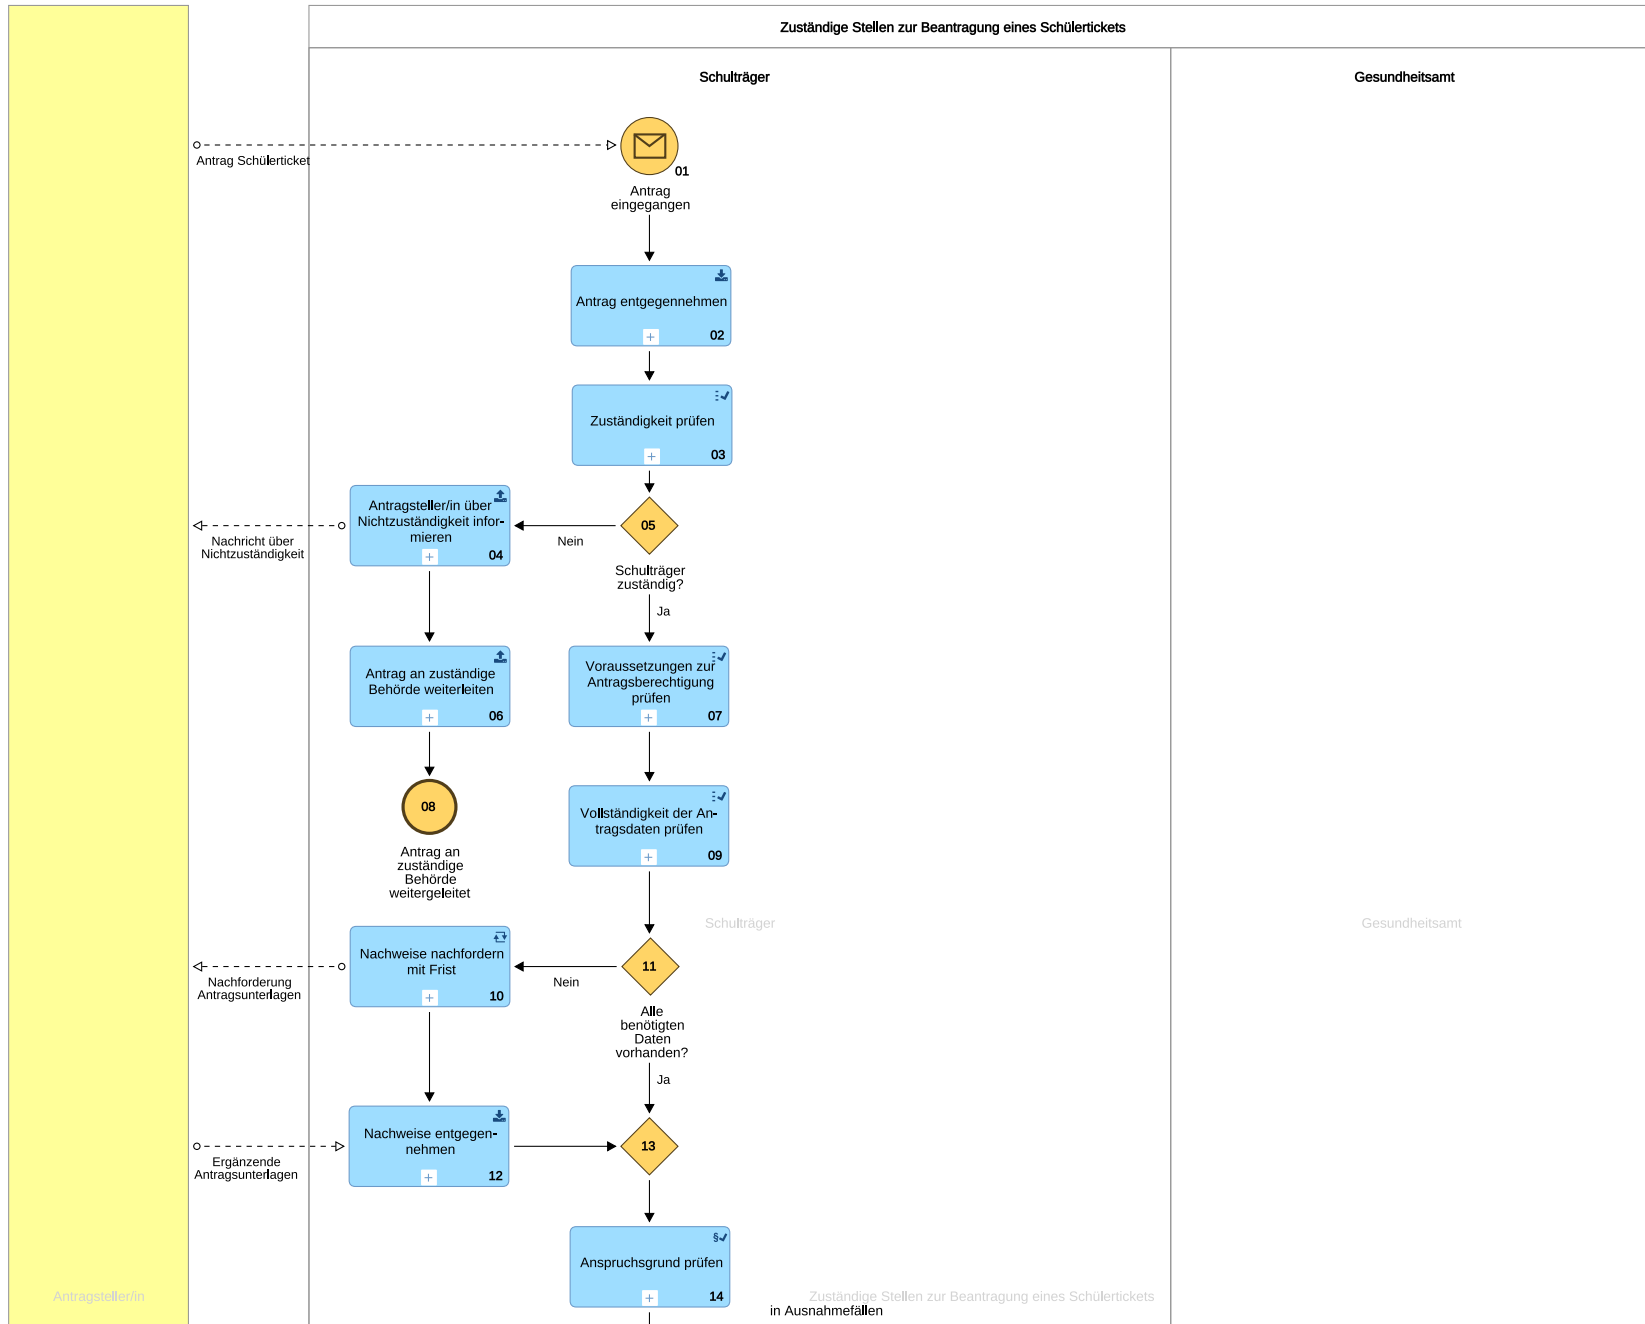 Zuständige Stellen zur Beantragung eines Schülertickets
Schulträger
Gesundheitsamt
Antrag Schülerticket
01
Antrag
eingegangen
Antrag entgegennehmen
02
Zuständigkeit prüfen
03
Antragsteller/in über
Nichtzuständigkeit infor-
mieren
04
Nachricht über
Nichtzuständigkeit
Nein
05
Schulträger
zuständig?
Ja
Antrag an zuständige
Behörde weiterleiten
06
Voraussetzungen zur
Antragsberechtigung
prüfen
07
08
Antrag an
zuständige
Behörde
weitergeleitet
Vollständigkeit der An-
tragsdaten prüfen
09
Schulträger
Gesundheitsamt
Nachweise nachfordern
mit Frist
10
Nachforderung
Antragsunterlagen
Nein
11
Alle
benötigten
Daten
vorhanden?
Ja
Nachweise entgegen-
nehmen
12
Ergänzende
Antragsunterlagen
13
Anspruchsgrund prüfen
§
14
Antragsteller/in
Zuständige Stellen zur Beantragung eines Schülertickets
in Ausnahmefällen